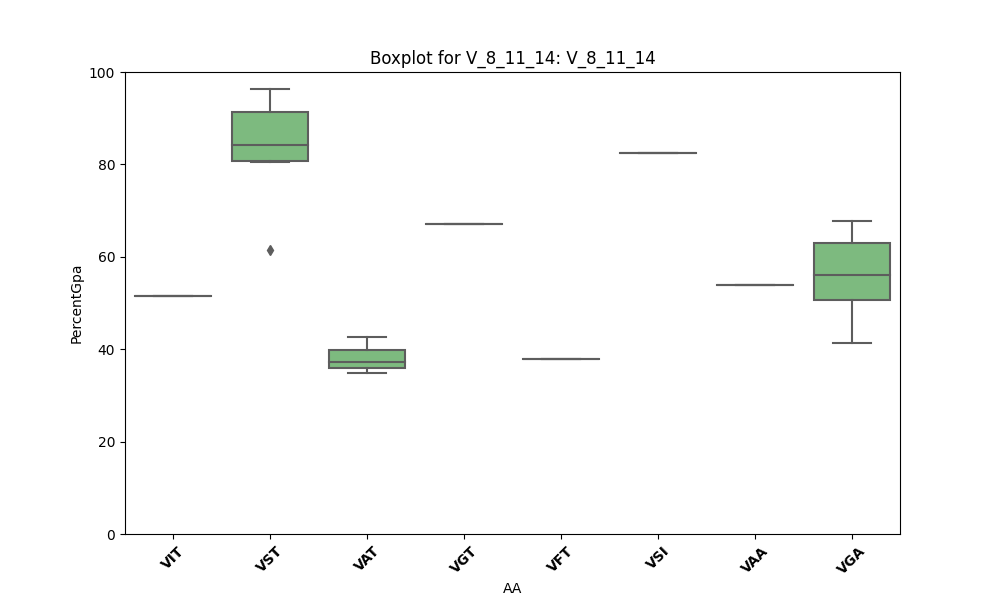 Boxplot for V_8_11_14: V_8_11_14
100
80
60
40
20
0
PercentGpa
VIT VST VAT VGT VFT VSI VAA VGA
AA